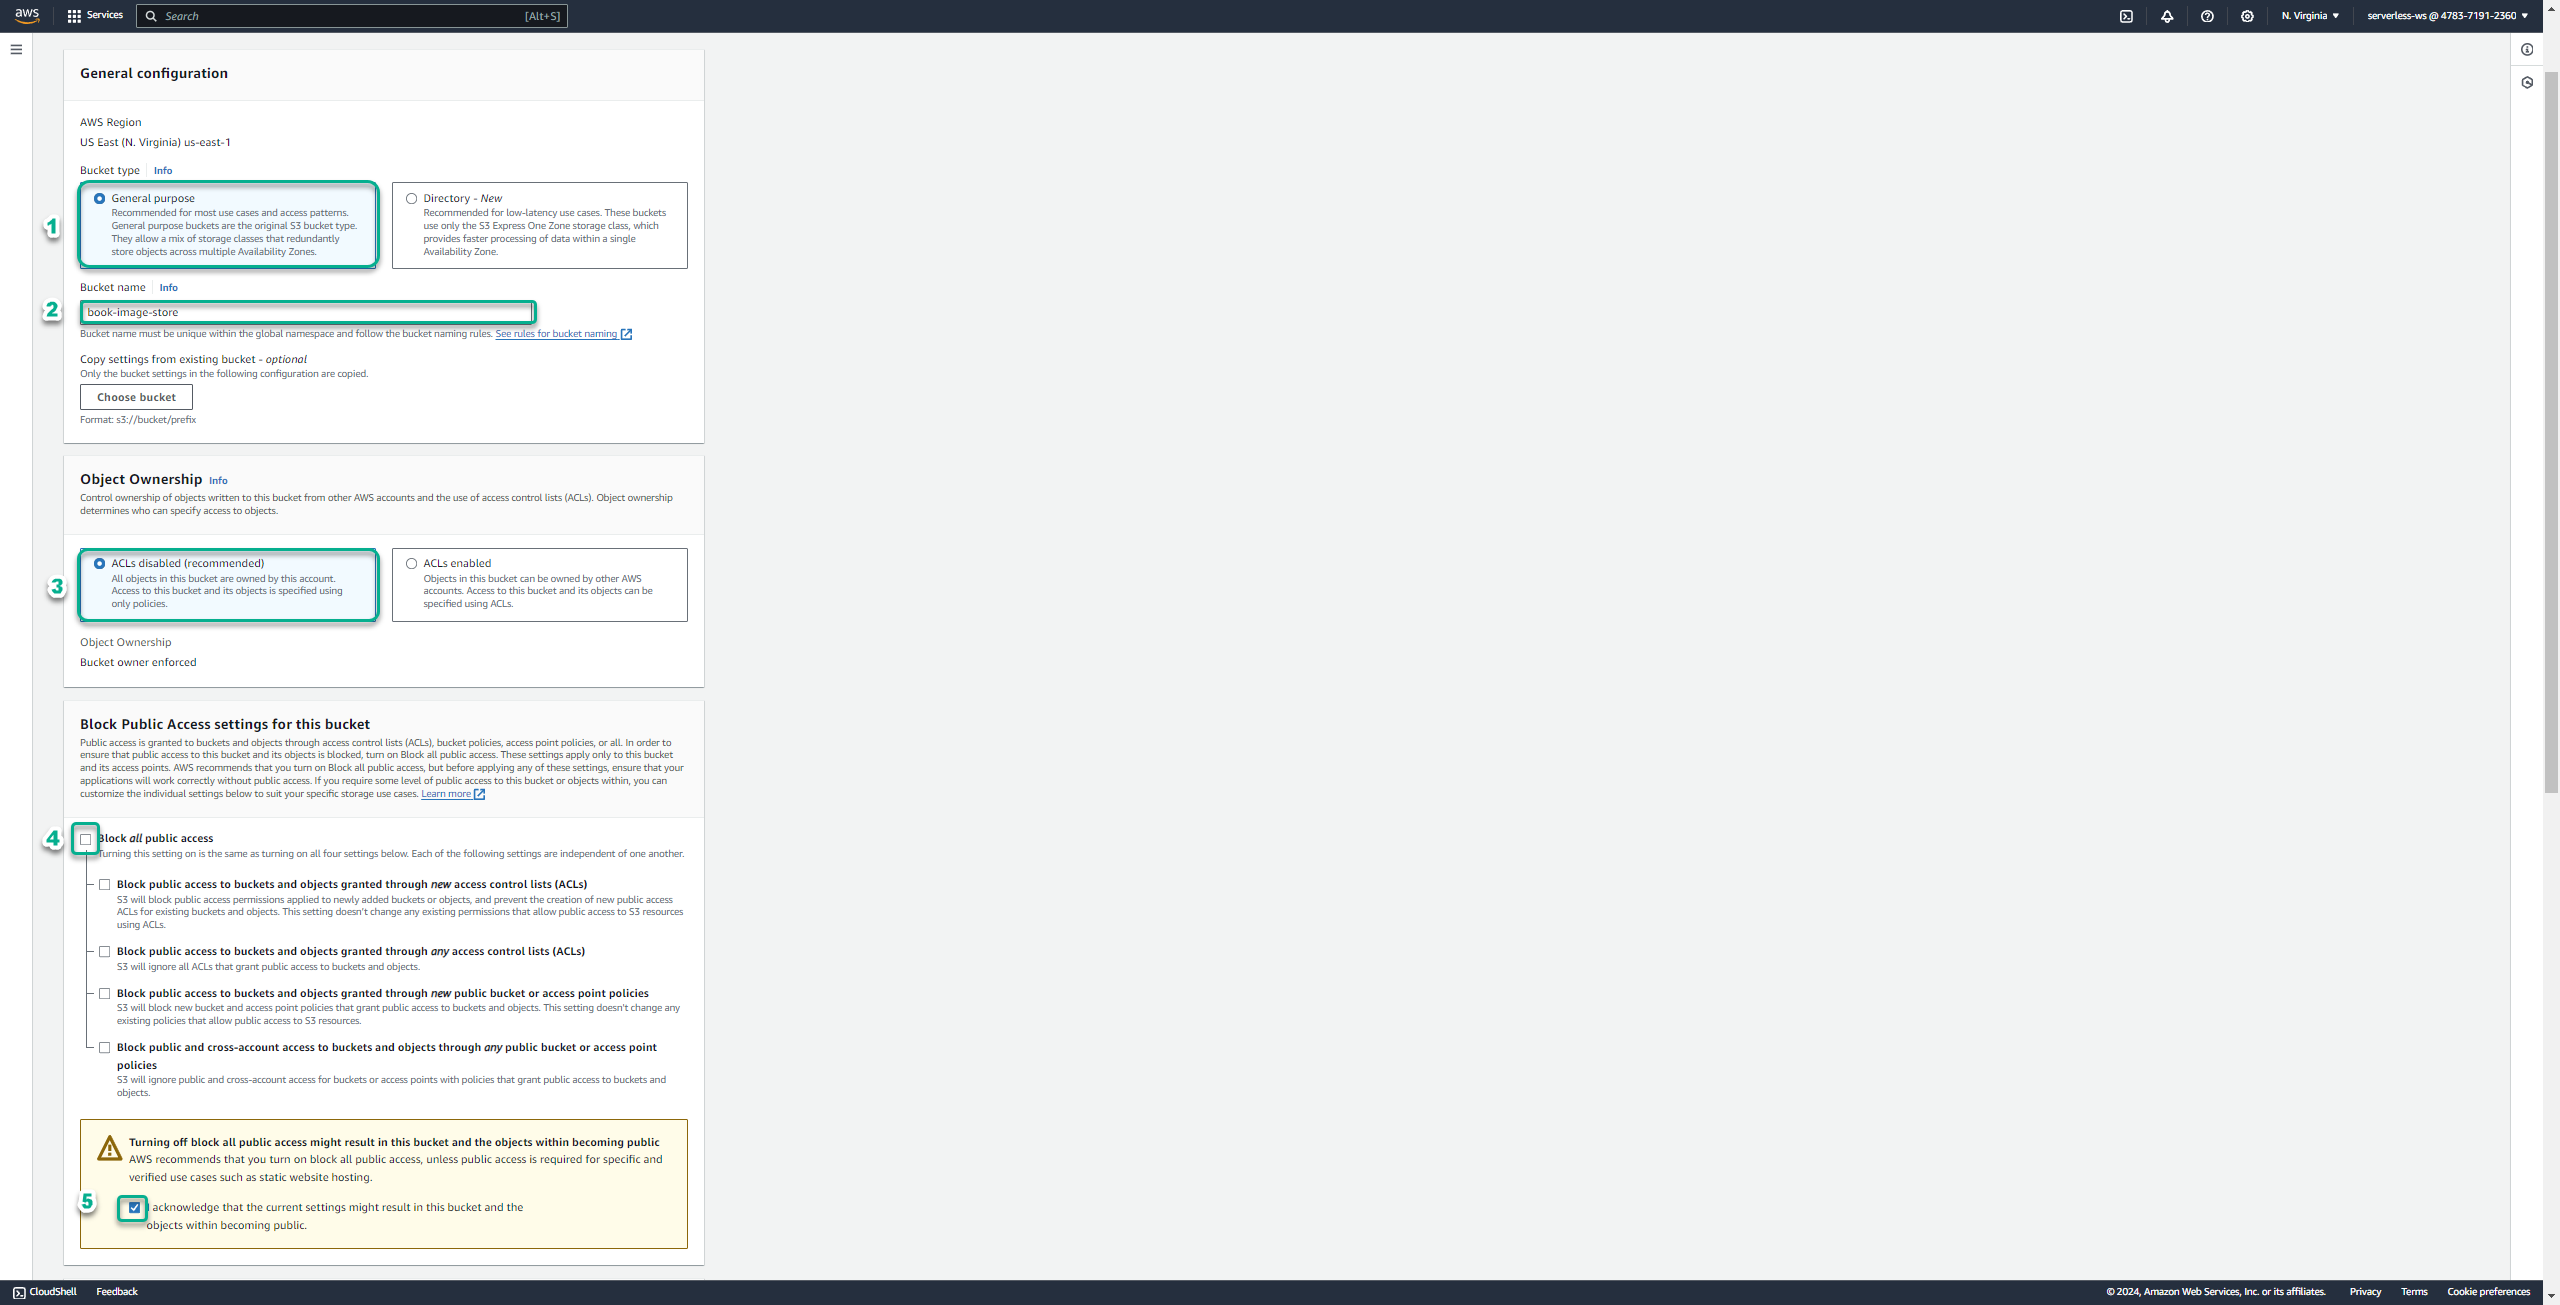 aws
Services
Search
[Alt+S]
N. Virginia
serverless-ws @ 4783-7191-2360
General configuration
AWS Region
US East (N. Virginia) us-east-1
Bucket type
Info
1
General purpose
Recommended for most use cases and access patterns.
General purpose buckets are the original S3 bucket type.
They allow a mix of storage classes that redundantly
store objects across multiple Availability Zones.
Directory - New
Recommended for low-latency use cases. These buckets
use only the S3 Express One Zone storage class, which
provides faster processing of data within a single
Availability Zone.
Bucket name
Info
2
book-image-store
Bucket name must be unique within the global namespace and follow the bucket naming rules. See rules for bucket naming
Copy settings from existing bucket - optional
Only the bucket settings in the following configuration are copied.
Choose bucket
Format: s3://bucket/prefix
Object Ownership Info
Control ownership of objects written to this bucket from other AWS accounts and the use of access control lists (ACLs). Object ownership
determines who can specify access to objects.
3
ACLs disabled (recommended)
All objects in this bucket are owned by this account.
Access to this bucket and its objects is specified using
only policies.
ACLs enabled
Objects in this bucket can be owned by other AWS
accounts. Access to this bucket and its objects can be
specified using ACLs.
Object Ownership
Bucket owner enforced
Block Public Access settings for this bucket
Public access is granted to buckets and objects through access control lists (ACLs), bucket policies, access point policies, or all. In order to
ensure that public access to this bucket and its objects is blocked, turn on Block all public access. These settings apply only to this bucket
and its access points. AWS recommends that you turn on Block all public access, but before applying any of these settings, ensure that your
applications will work correctly without public access. If you require some level of public access to this bucket or objects within, you can
customize the individual settings below to suit your specific storage use cases. Learn more
4
Block all public access
Turning this setting on is the same as turning on all four settings below. Each of the following settings are independent of one another.
Block public access to buckets and objects granted through new access control lists (ACLs)
S3 will block public access permissions applied to newly added buckets or objects, and prevent the creation of new public access
ACLs for existing buckets and objects. This setting doesn't change any existing permissions that allow public access to S3 resources
using ACLs.
Block public access to buckets and objects granted through any access control lists (ACLs)
S3 will ignore all ACLs that grant public access to buckets and objects.
Block public access to buckets and objects granted through new public bucket or access point policies
S3 will block new bucket and access point policies that grant public access to buckets and objects. This setting doesn't change any
existing policies that allow public access to S3 resources.
Block public and cross-account access to buckets and objects through any public bucket or access point
policies
S3 will ignore public and cross-account access for buckets or access points with policies that grant public access to buckets and
objects.
Turning off block all public access might result in this bucket and the objects within becoming public
AWS recommends that you turn on block all public access, unless public access is required for specific and
verified use cases such as static website hosting.
5
I acknowledge that the current settings might result in this bucket and the
objects within becoming public.
CloudShell
Feedback
© 2024, Amazon Web Services, Inc. or its affiliates.
Privacy
Terms
Cookie preferences